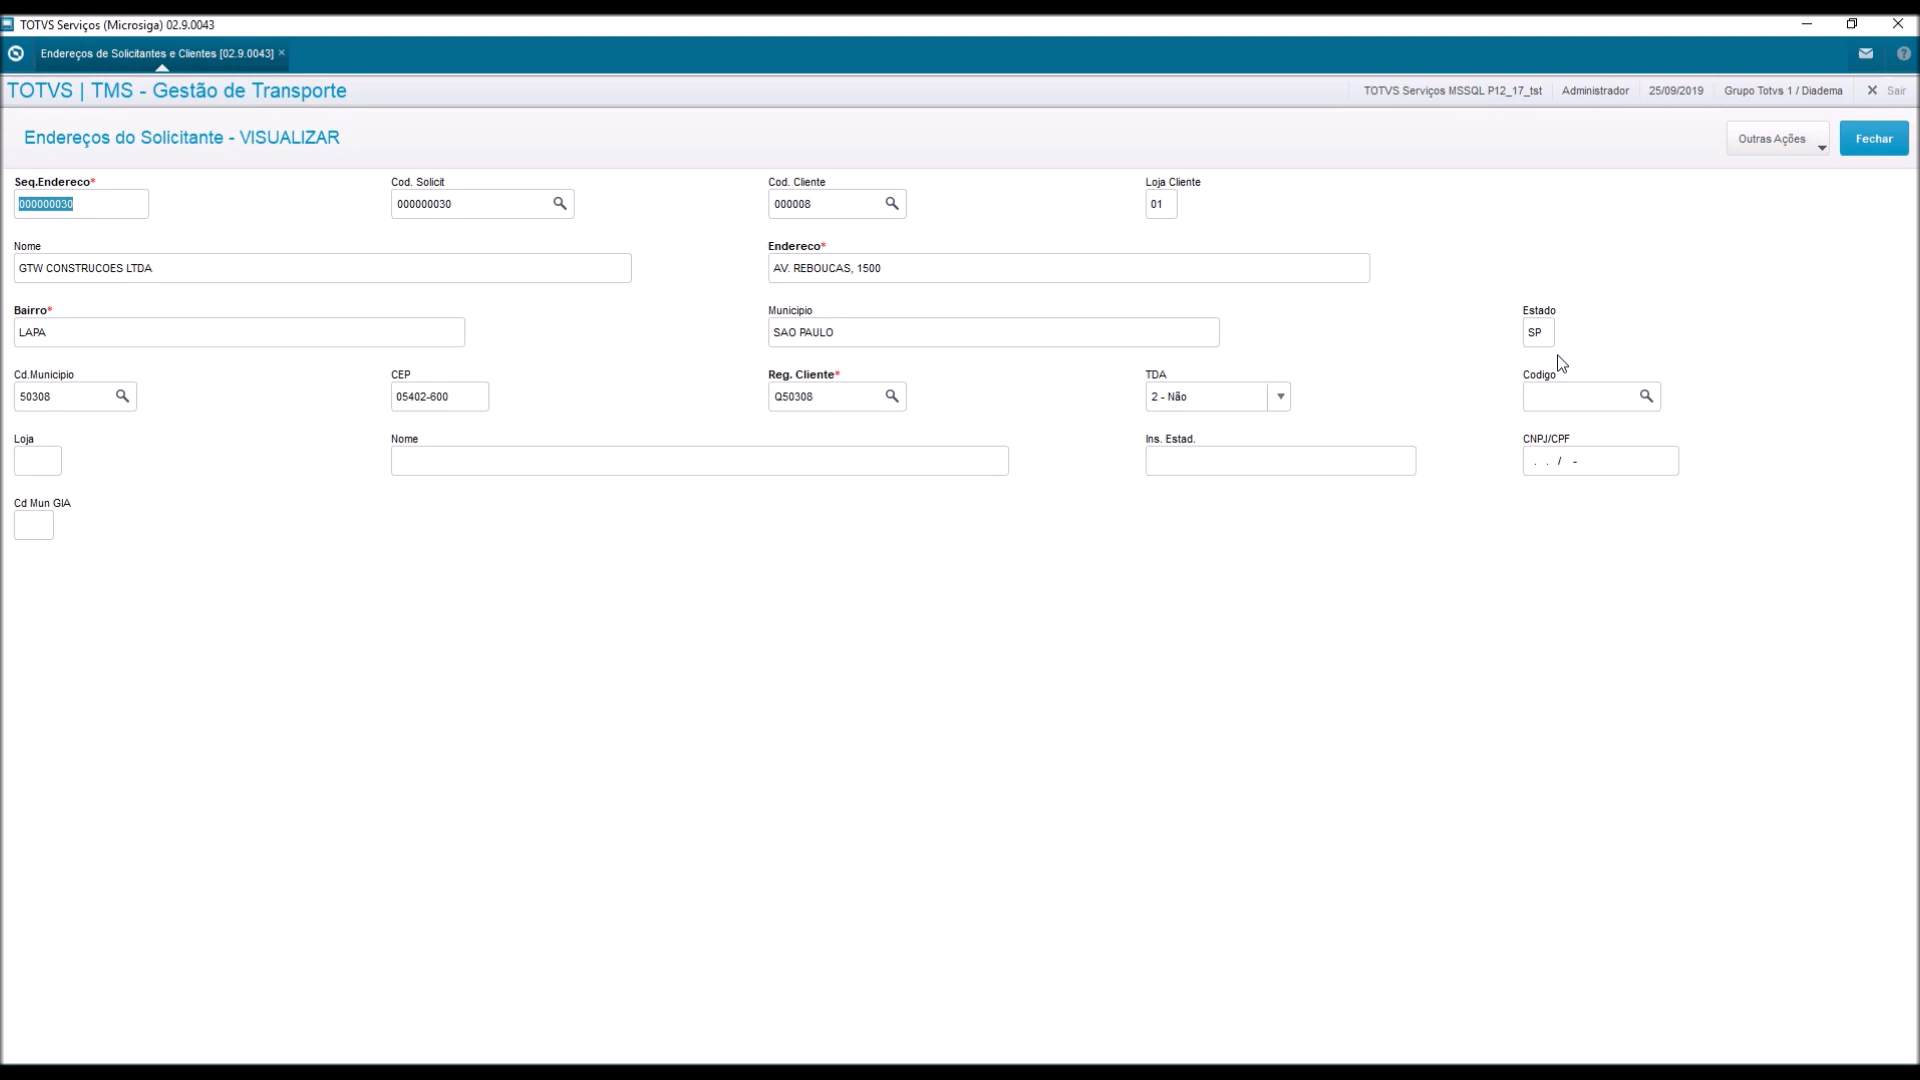 TOTVS Serviços (Microsiga) 02.9.0043
Endereços de Solicitantes e Clientes [02.9.0043] ×
TOTVS | TMS - Gestão de Transporte
TOTVS Serviços MSSQL P12_17_tst Administrador 25/09/2019 Grupo Totvs 1 / Diadema Sair
Endereços do Solicitante - VISUALIZAR
Outras Ações Fechar
Seq.Endereco* Cod. Solicit Cod. Cliente Loja Cliente
000000030 000000030 000008 01
Nome Endereco*
GTW CONSTRUCOES LTDA AV. REBOUCAS, 1500
Bairro* Municipio Estado
LAPA SAO PAULO SP
Cd.Municipio CEP Reg. Cliente* TDA Codigo
50308 05402-600 Q50308 2 - Não
Loja Nome Ins. Estad. CNPJ/CPF
. . / -
Cd Mun GIA